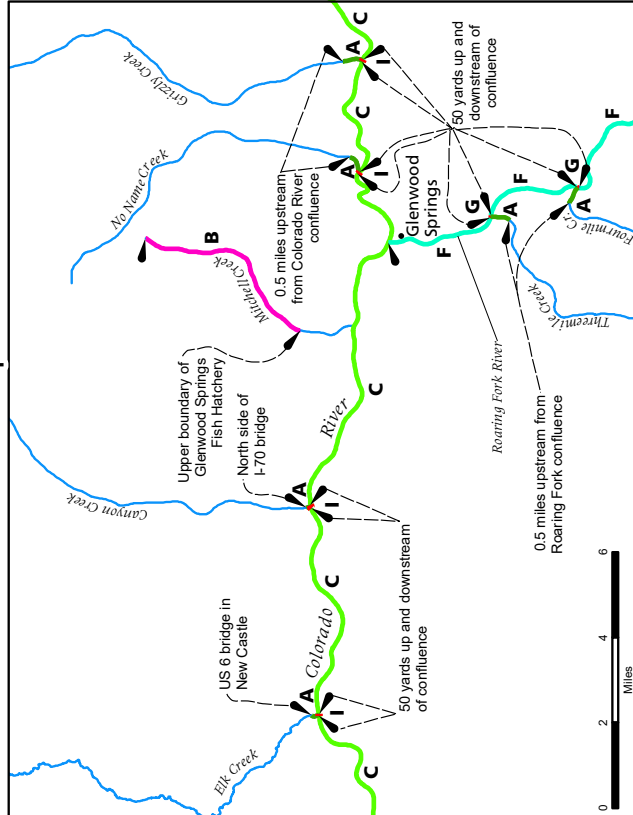 Grizzly Creek
No Name Creek
Mitchell Creek
Canyon Creek
Elk Creek
C
A
I
C
A
I
B
0.5 miles upstream
from Colorado River
confluence
50 yards up and
downstream of
confluence
Glenwood
Springs
Upper boundary of
Glenwood Springs
Fish Hatchery
North side of
I-70 bridge
US 6 bridge in
New Castle
C
River
A
I
C
Colorado
A
I
C
50 yards up and downstream
of confluence
F
G
A
F
G
A
F
Fourmile Cr.
Threemile Creek
Roaring Fork River
0.5 miles upstream from
Roaring Fork confluence
0
2
4
6
Miles